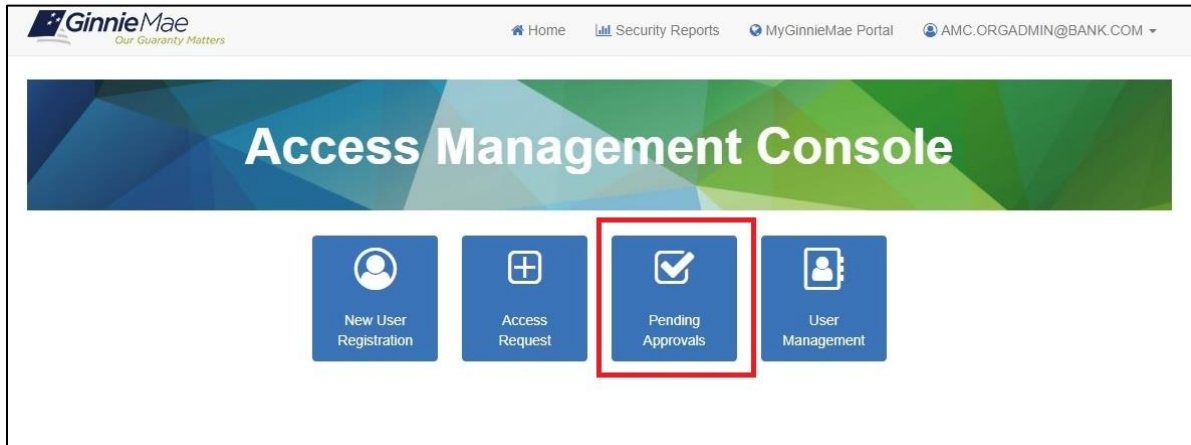 GinnieMae
Our Guaranty Matters
Home Security Reports MyGinnieMae Portal AMC.ORGADMIN@BANK.COM
Access Management Console
New User
Registration
Access
Request
Pending
Approvals
User
Management